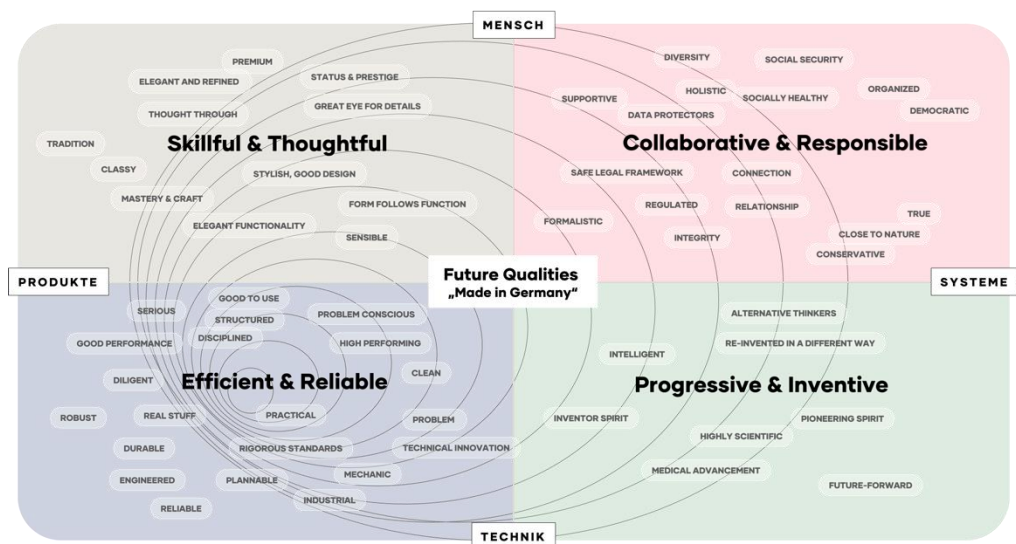 MENSCH
PREMIUM
ELEGANT AND REFINED
STATUS & PRESTIGE
THOUGHT THROUGH
GREAT EYE FOR DETAILS
TRADITION
Skillful & Thoughtful
CLASSY
STYLISH, GOOD DESIGN
MASTERY & CRAFT
FORM FOLLOWS FUNCTION
ELEGANT FUNCTIONALITY
SENSIBLE
DIVERSITY
SOCIAL SECURITY
HOLISTIC
ORGANIZED
SUPPORTIVE
SOCIALLY HEALTHY
DATA PROTECTORS
DEMOCRATIC
Collaborative & Responsible
SAFE LEGAL FRAMEWORK
CONNECTION
REGULATED
RELATIONSHIP
FORMALISTIC
TRUE
INTEGRITY
CLOSE TO NATURE
CONSERVATIVE
PRODUKTE
Future Qualities
„Made in Germany“
SYSTEME
GOOD TO USE
SERIOUS
STRUCTURED
PROBLEM CONSCIOUS
DISCIPLINED
GOOD PERFORMANCE
HIGH PERFORMING
CLEAN
DILIGENT
Efficient & Reliable
ROBUST
REAL STUFF
PRACTICAL
PROBLEM
DURABLE
RIGOROUS STANDARDS
TECHNICAL INNOVATION
ENGINEERED
PLANNABLE
MECHANIC
INDUSTRIAL
RELIABLE
ALTERNATIVE THINKERS
RE-INVENTED IN A DIFFERENT WAY
INTELLIGENT
Progressive & Inventive
INVENTOR SPIRIT
PIONEERING SPIRIT
HIGHLY SCIENTIFIC
MEDICAL ADVANCEMENT
FUTURE-FORWARD
TECHNIK